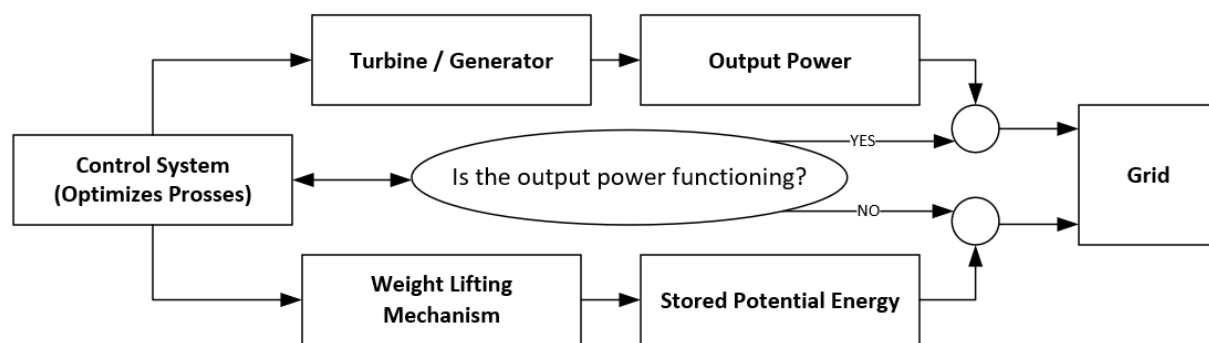 Turbine / Generator
Output Power
Control System
(Optimizes Prosses)
Is the output power functioning?
YES
NO
Grid
Weight Lifting
Mechanism
Stored Potential Energy